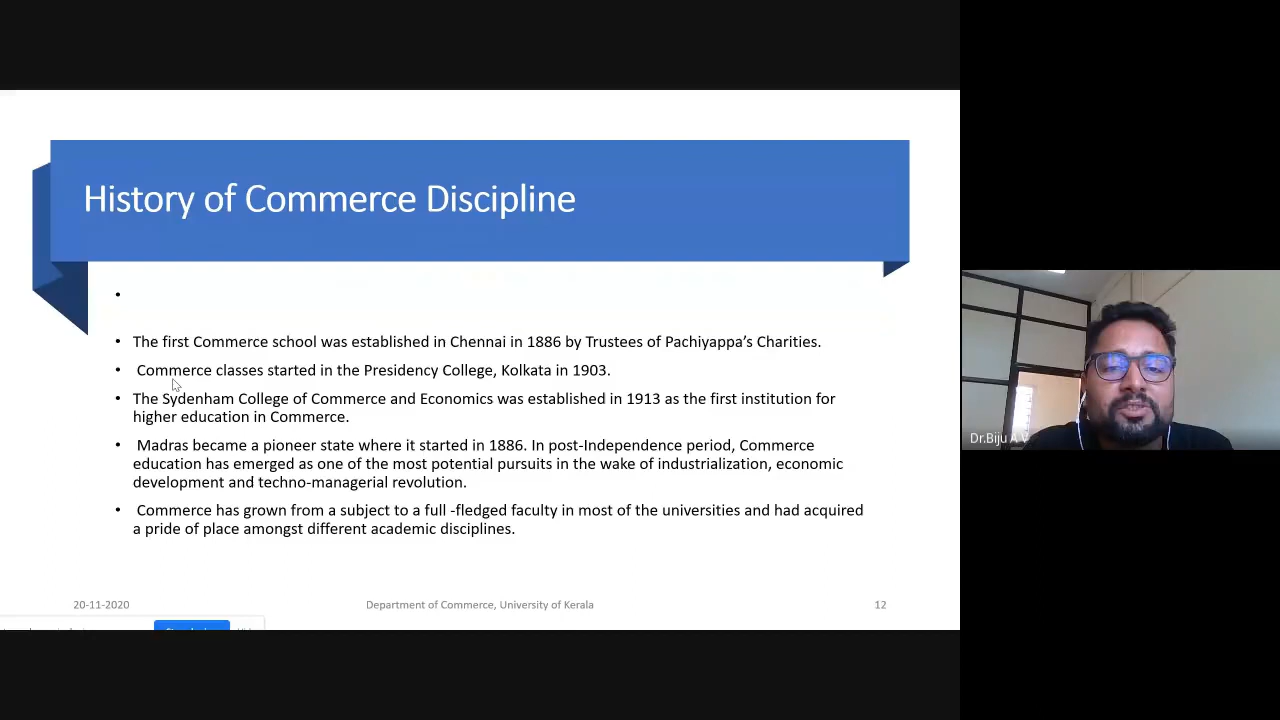 History of Commerce Discipline
•
• The first Commerce school was established in Chennai in 1886 by Trustees of Pachiyappa’s Charities.
• Commerce classes started in the Presidency College, Kolkata in 1903.
• The Sydenham College of Commerce and Economics was established in 1913 as the first institution for
higher education in Commerce.
• Madras became a pioneer state where it started in 1886. In post-Independence period, Commerce
education has emerged as one of the most potential pursuits in the wake of industrialization, economic
development and techno-managerial revolution.
• Commerce has grown from a subject to a full -fledged faculty in most of the universities and had acquired
a pride of place amongst different academic disciplines.
20-11-2020
Department of Commerce, University of Kerala
12
Dr.Biju A V